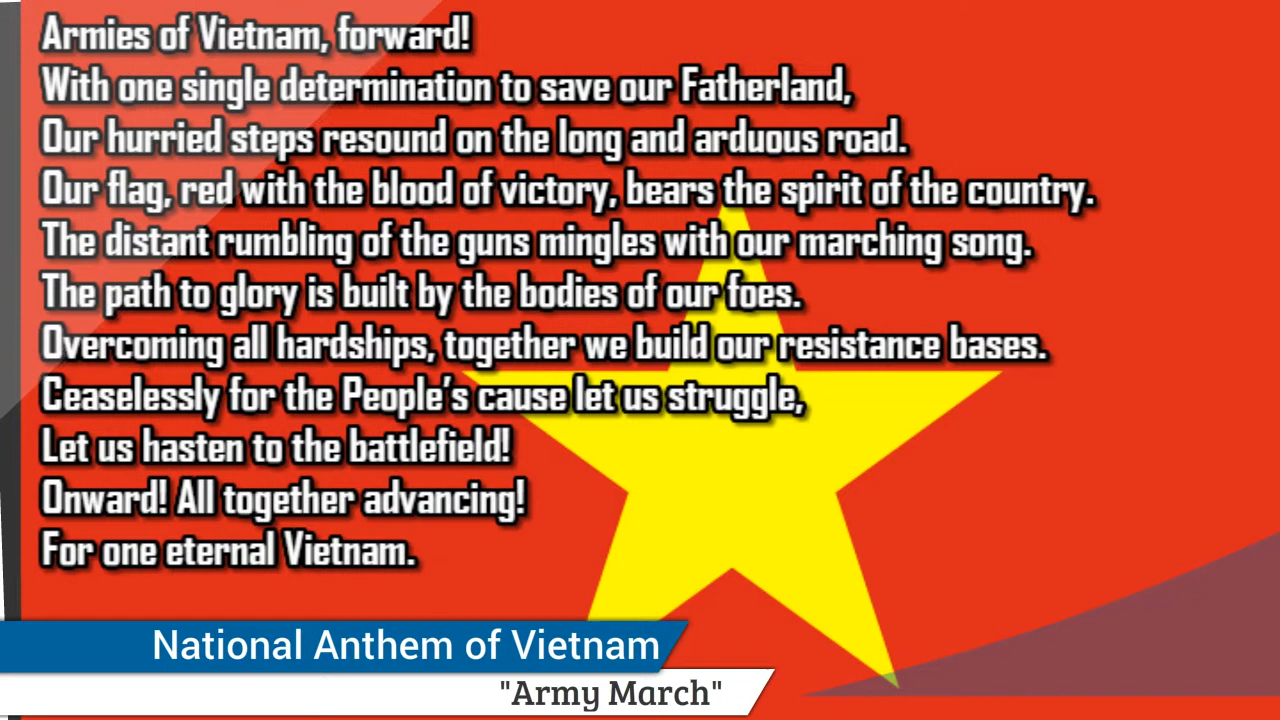 Armies of Vietnam, forward!
With one single determination to save our Fatherland,
Our hurried steps resound on the long and arduous road.
Our flag, red with the blood of victory, bears the spirit of the country.
The distant rumbling of the guns mingles with our marching song.
The path to glory is built by the bodies of our foes.
Overcoming all hardships, together we build our resistance bases.
Ceaselessly for the People's cause let us struggle,
Let us hasten to the battlefield!
Onward! All together advancing!
For one eternal Vietnam.
National Anthem of Vietnam
"Army March"